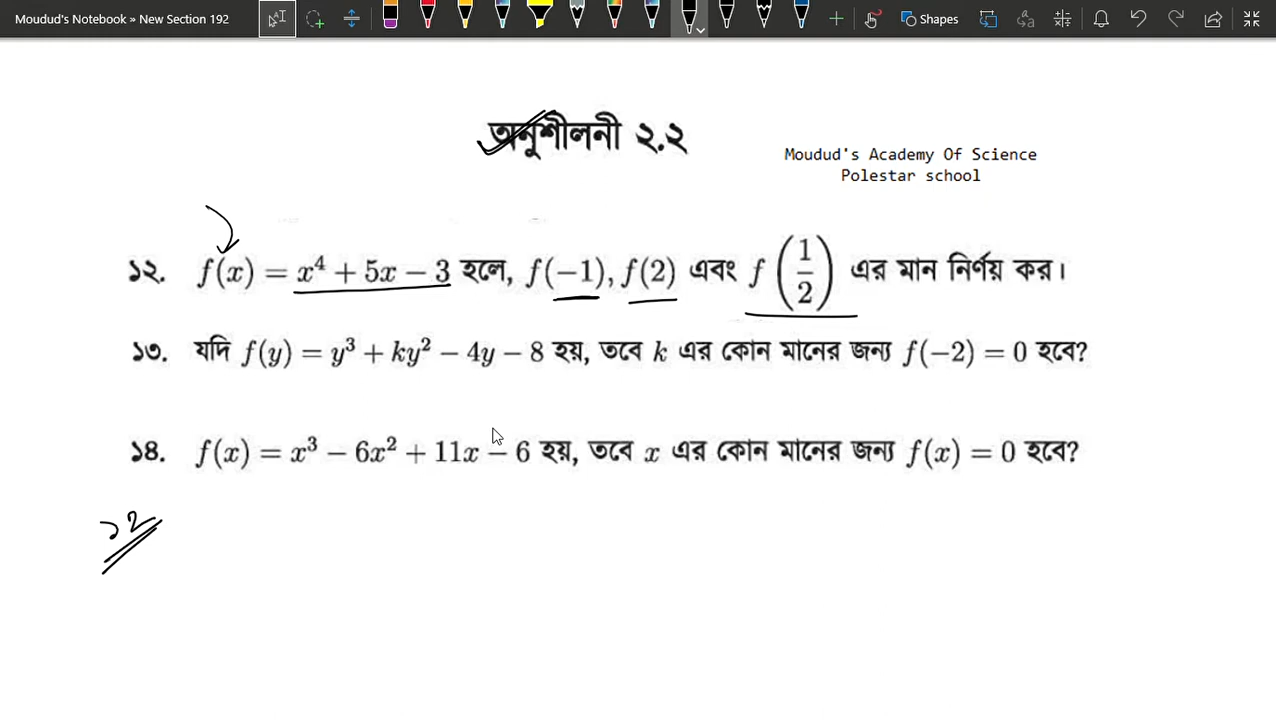 Moudud's Notebook » New Section 192
Shapes
অনুশীলনী ২.২
Moudud's Academy Of Science
Polestar school
১২. f(x) = x⁴ + 5x − 3 হলে, f(−1), f(2) এবং f(1/2) এর মান নির্ণয় কর।
১৩. যদি f(y) = y³ + ky² − 4y − 8 হয়, তবে k এর কোন মানের জন্য f(−2) = 0 হবে?
১৪. f(x) = x³ − 6x² + 11x − 6 হয়, তবে x এর কোন মানের জন্য f(x) = 0 হবে?
১২